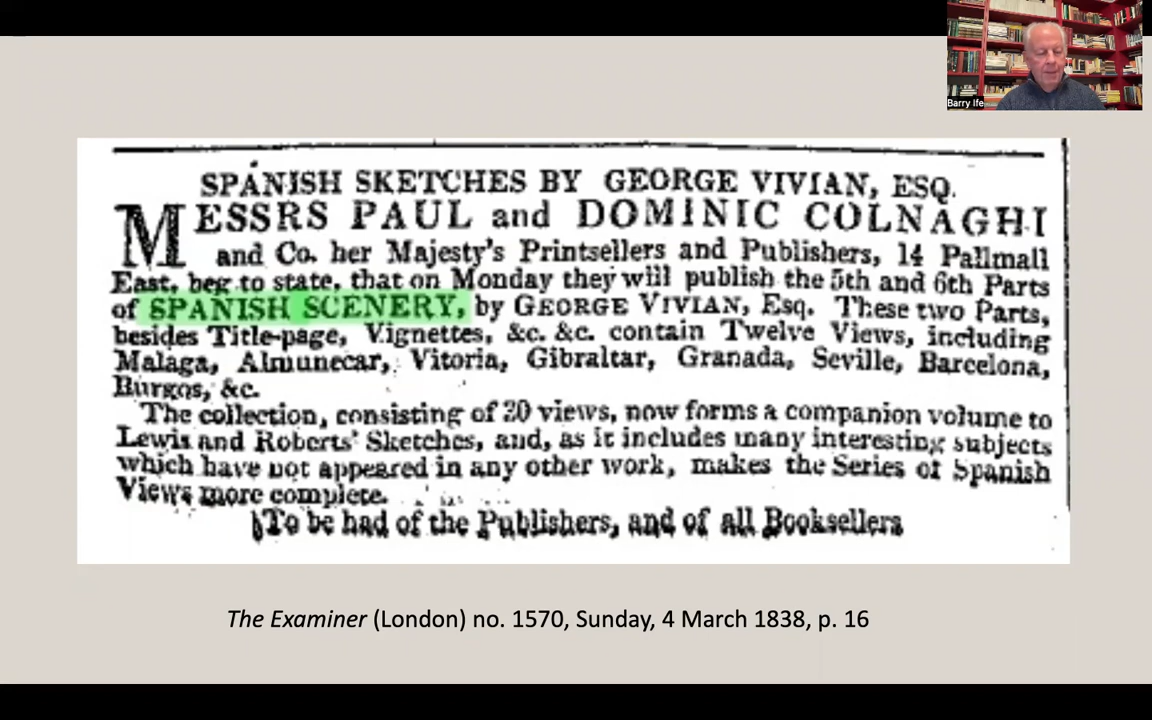 Barry Ife
SPANISH SKETCHES BY GEORGE VIVIAN, ESQ.
MESSRS PAUL and DOMINIC COLNAGHI
and Co. her Majesty's Printsellers and Publishers, 14 Pallmall
East, beg to state, that on Monday they will publish the 5th and 6th Parts
of SPANISH SCENERY, by GEORGE VIVIAN, Esq. These two Parts,
besides Title-page, Vignettes, &c. &c. contain Twelve Views, including
Malaga, Almunecar, Vitoria, Gibraltar, Granada, Seville, Barcelona,
Burgos, &c.
The collection, consisting of 30 views, now forms a companion volume to
Lewis and Roberts' Sketches, and, as it includes many interesting subjects
which have not appeared in any other work, makes the Series of Spanish
Views more complete.
To be had of the Publishers, and of all Booksellers
The Examiner (London) no. 1570, Sunday, 4 March 1838, p. 16